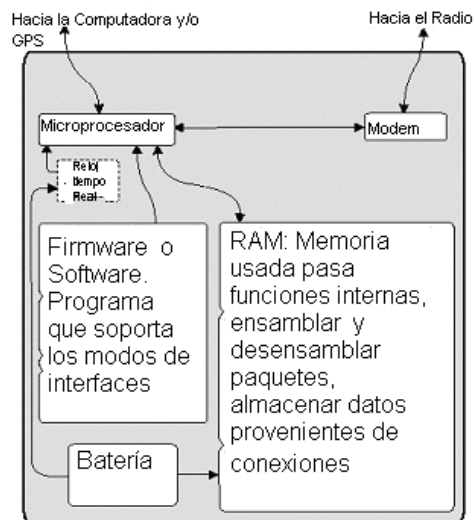 Hacia la Computadora y/o
GPS
Hacia el Radio
Microprocesador
Modem
Reloj
tiempo
Real
Firmware o
Software.
Programa
que soporta
los modos de
interfaces
RAM: Memoria
usada pasa
funciones internas,
ensamblar y
desensamblar
paquetes,
almacenar datos
provenientes de
conexiones
Batería